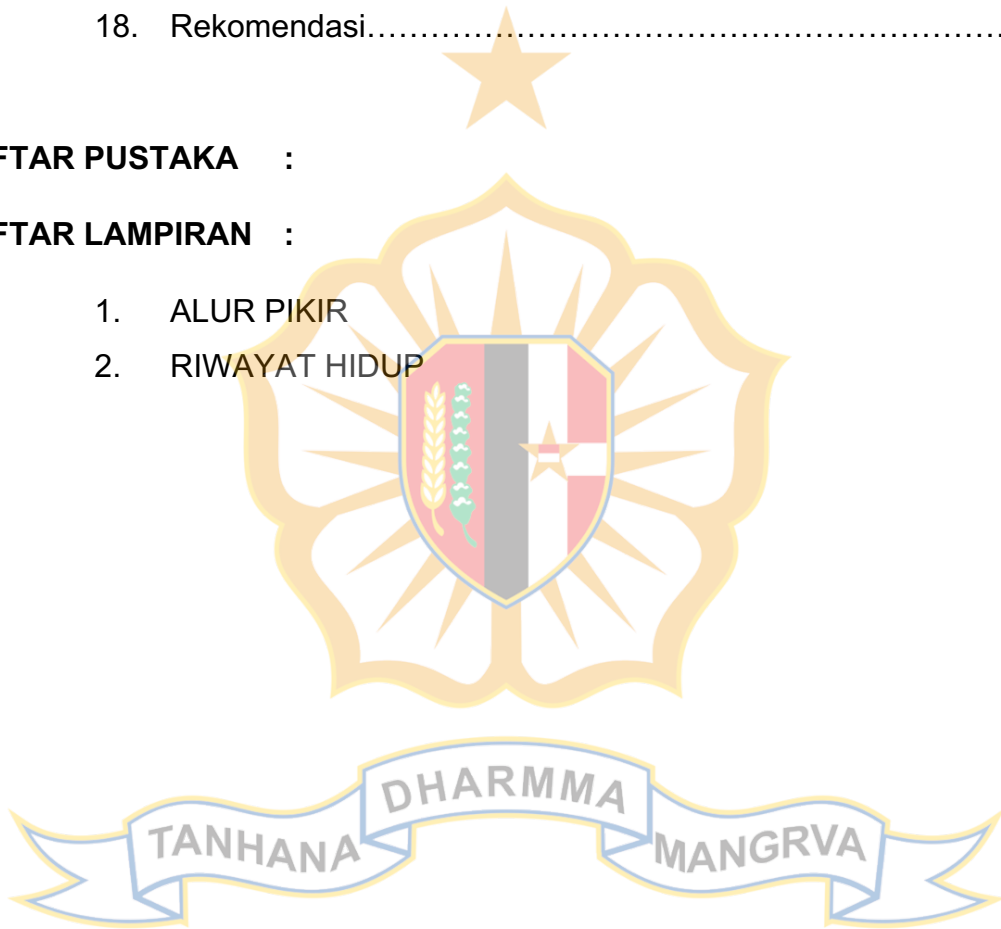 18. Rekomendasi……………………………………………………
FTAR PUSTAKA :
FTAR LAMPIRAN :
1. ALUR PIKIR
2. RIWAYAT HIDUP
TANHANA DHARMMA MANGRVA